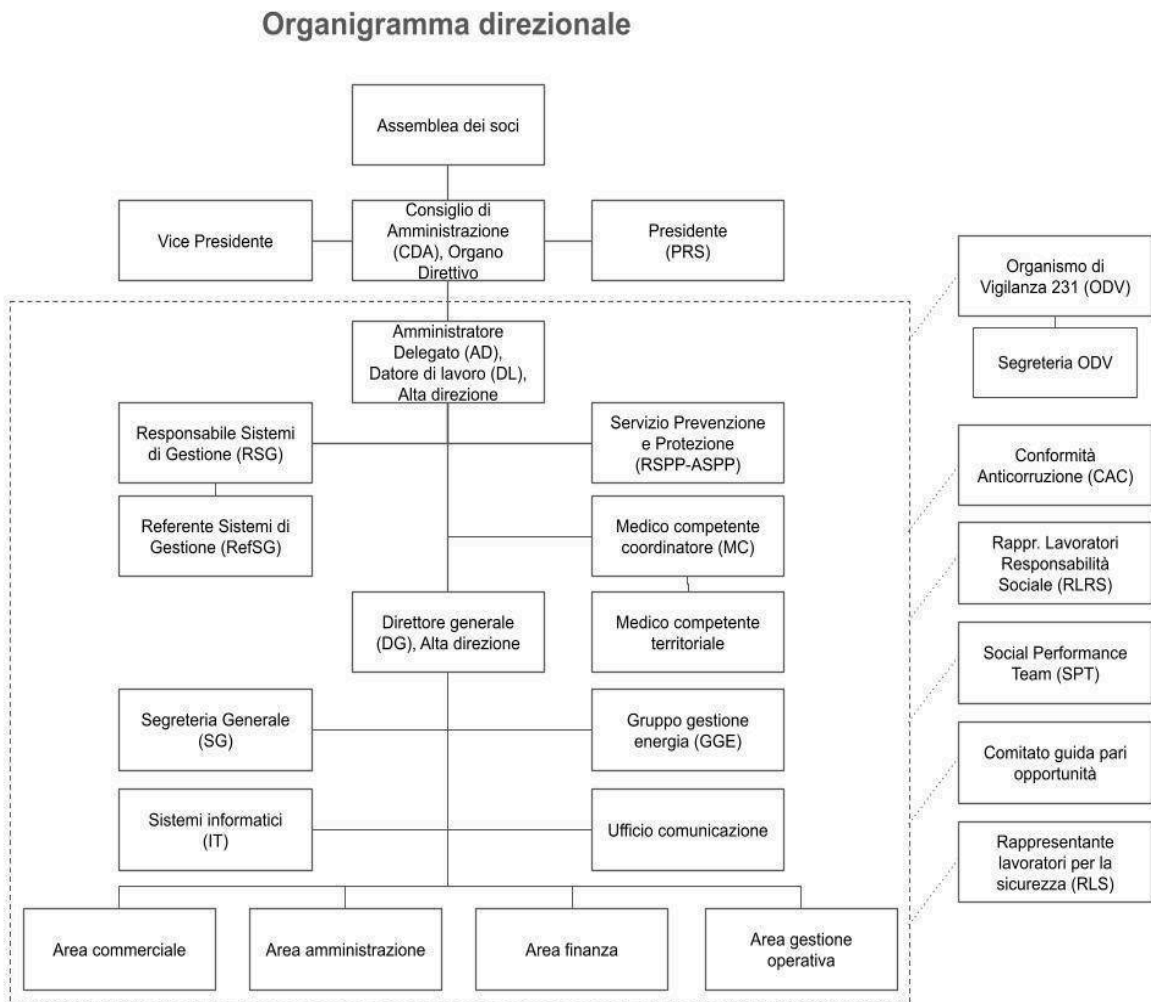 Organigramma direzionale
Assemblea dei soci
Vice Presidente
Consiglio di
Amministrazione
(CDA), Organo
Direttivo
Presidente
(PRS)
Organismo di
Vigilanza 231 (ODV)
Segreteria ODV
Amministratore
Delegato (AD),
Datore di lavoro (DL),
Alta direzione
Responsabile Sistemi
di Gestione (RSG)
Servizio Prevenzione
e Protezione
(RSPP-ASPP)
Conformità
Anticorruzione (CAC)
Referente Sistemi di
Gestione (RefSG)
Medico competente
coordinatore (MC)
Rappr. Lavoratori
Responsabilità
Sociale (RLRS)
Direttore generale
(DG), Alta direzione
Medico competente
territoriale
Social Performance
Team (SPT)
Segreteria Generale
(SG)
Gruppo gestione
energia (GGE)
Comitato guida pari
opportunità
Sistemi informatici
(IT)
Ufficio comunicazione
Rappresentante
lavoratori per la
sicurezza (RLS)
Area commerciale
Area amministrazione
Area finanza
Area gestione
operativa